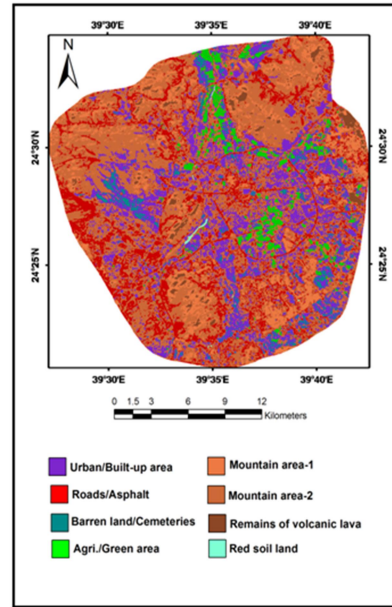 39°30'E 39°35'E 39°40'E
N
24°30'N 24°30'N
24°25'N 24°25'N
39°30'E 39°35'E 39°40'E
0 1.5 3 6 9 12
Kilometers
Urban/Built-up area Mountain area-1
Roads/Asphalt Mountain area-2
Barren land/Cemeteries Remains of volcanic lava
Agri./Green area Red soil land